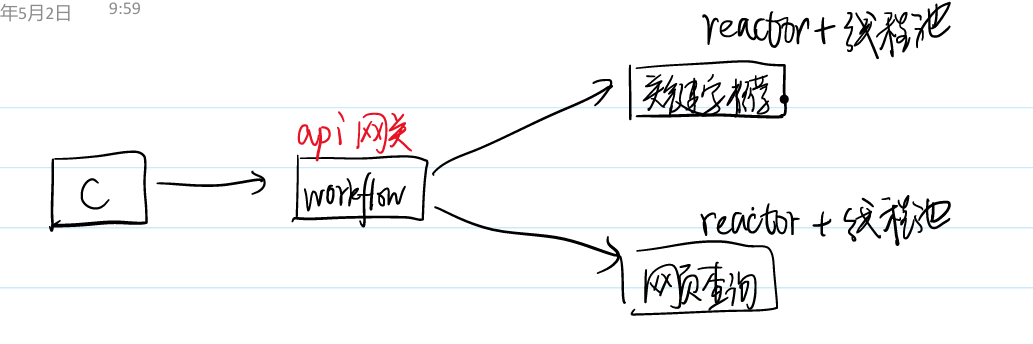 年5月2日 9:59
reactor + 线程池
关键字推荐
api 网关
C
workflow
reactor + 线程池
网页查询